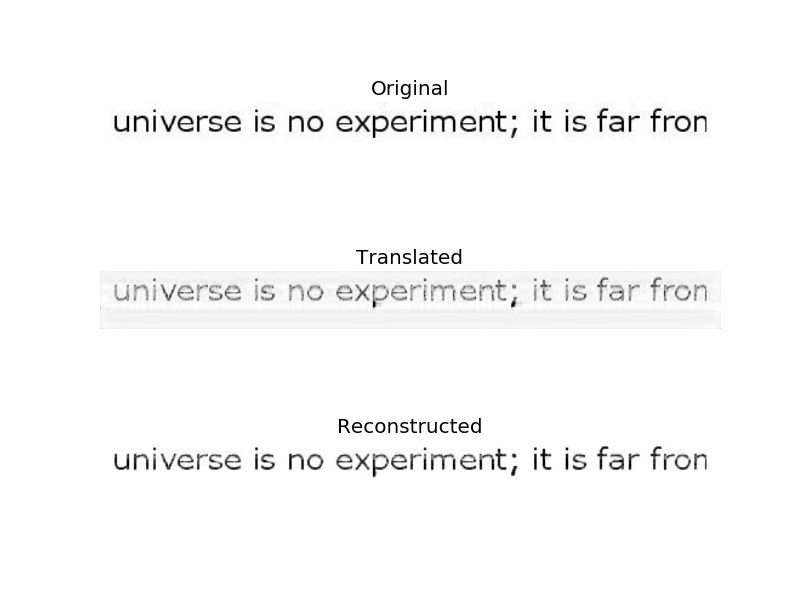 Original
universe is no experiment; it is far fron
Translated
universe is no experiment; it is far fron
Reconstructed
universe is no experiment; it is far fron